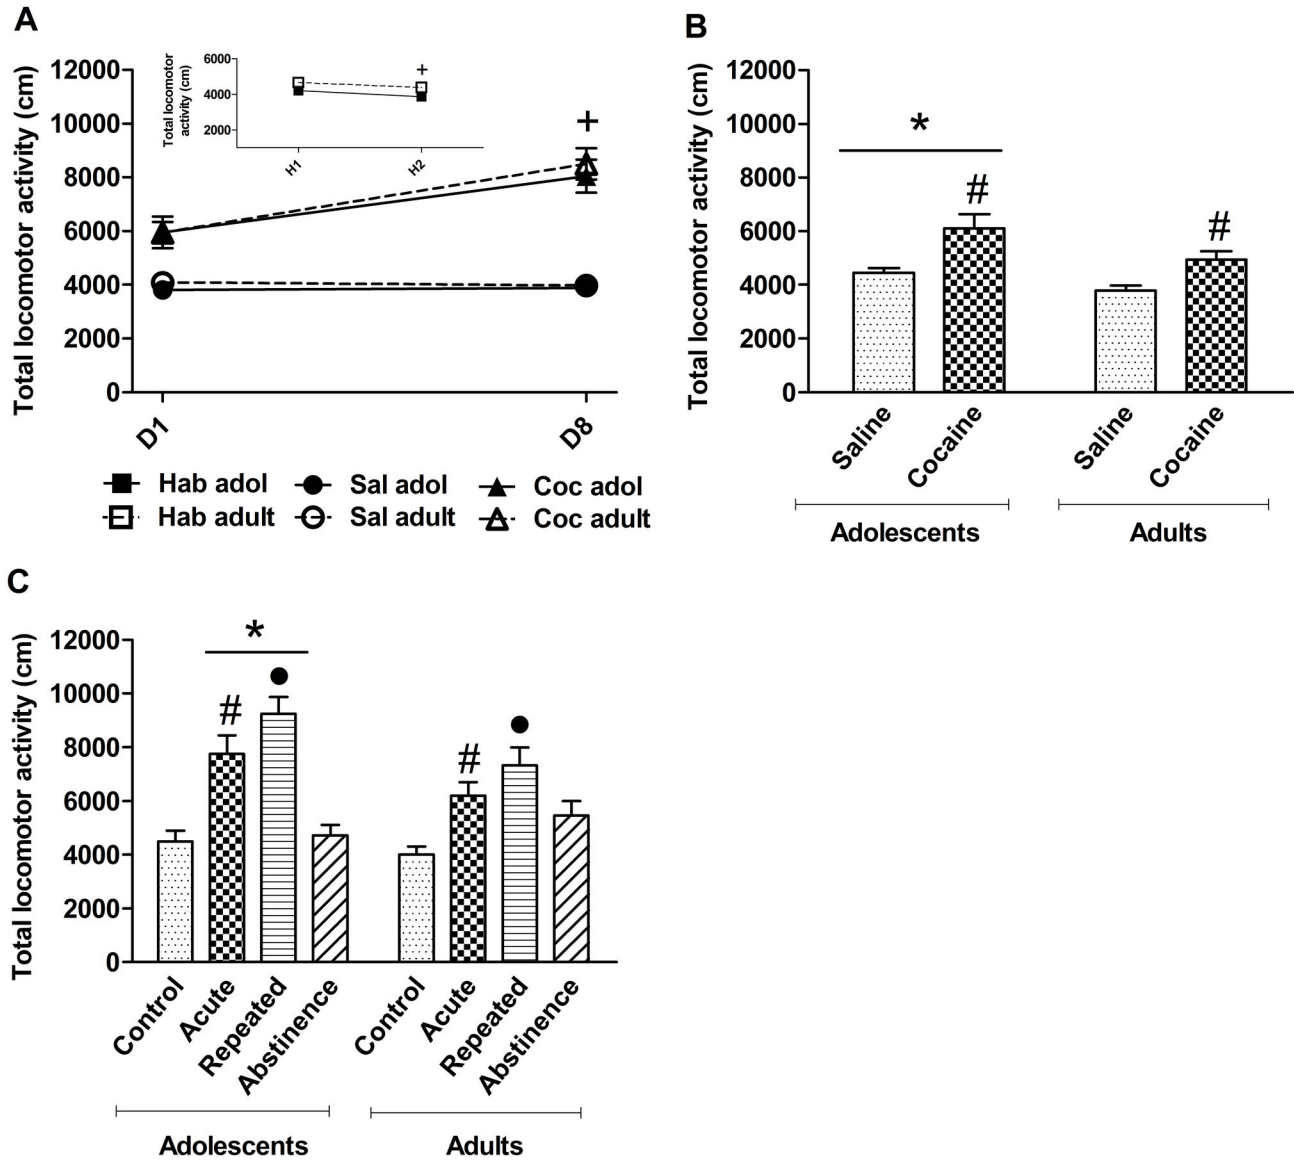 A
Total locomotor activity (cm)
12000
10000
8000
6000
4000
2000
0
D1
D8
+
Total locomotor
activity (cm)
6000
4000
2000
H1
H2
+
Hab adol
Sal adol
Coc adol
Hab adult
Sal adult
Coc adult
B
Total locomotor activity (cm)
12000
10000
8000
6000
4000
2000
0
*
#
#
Saline
Cocaine
Saline
Cocaine
Adolescents
Adults
C
Total locomotor activity (cm)
12000
10000
8000
6000
4000
2000
0
*
#
#
Control
Acute
Repeated
Abstinence
Control
Acute
Repeated
Abstinence
Adolescents
Adults